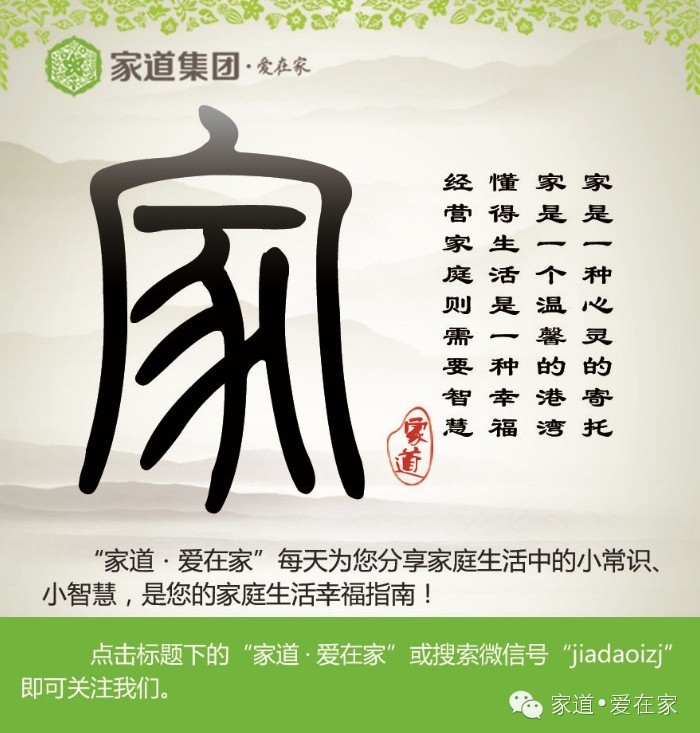 家道集团·爱在家
家
家是一种心灵的寄托
家是一个温馨的港湾
懂得生活是一种幸福
经营家庭则需要智慧
家道
“家道·爱在家”每天为您分享家庭生活中的小常识、
小智慧，是您的家庭生活幸福指南！
点击标题下的“家道·爱在家”或搜索微信号“jiadaoizj”
即可关注我们。
家道•爱在家